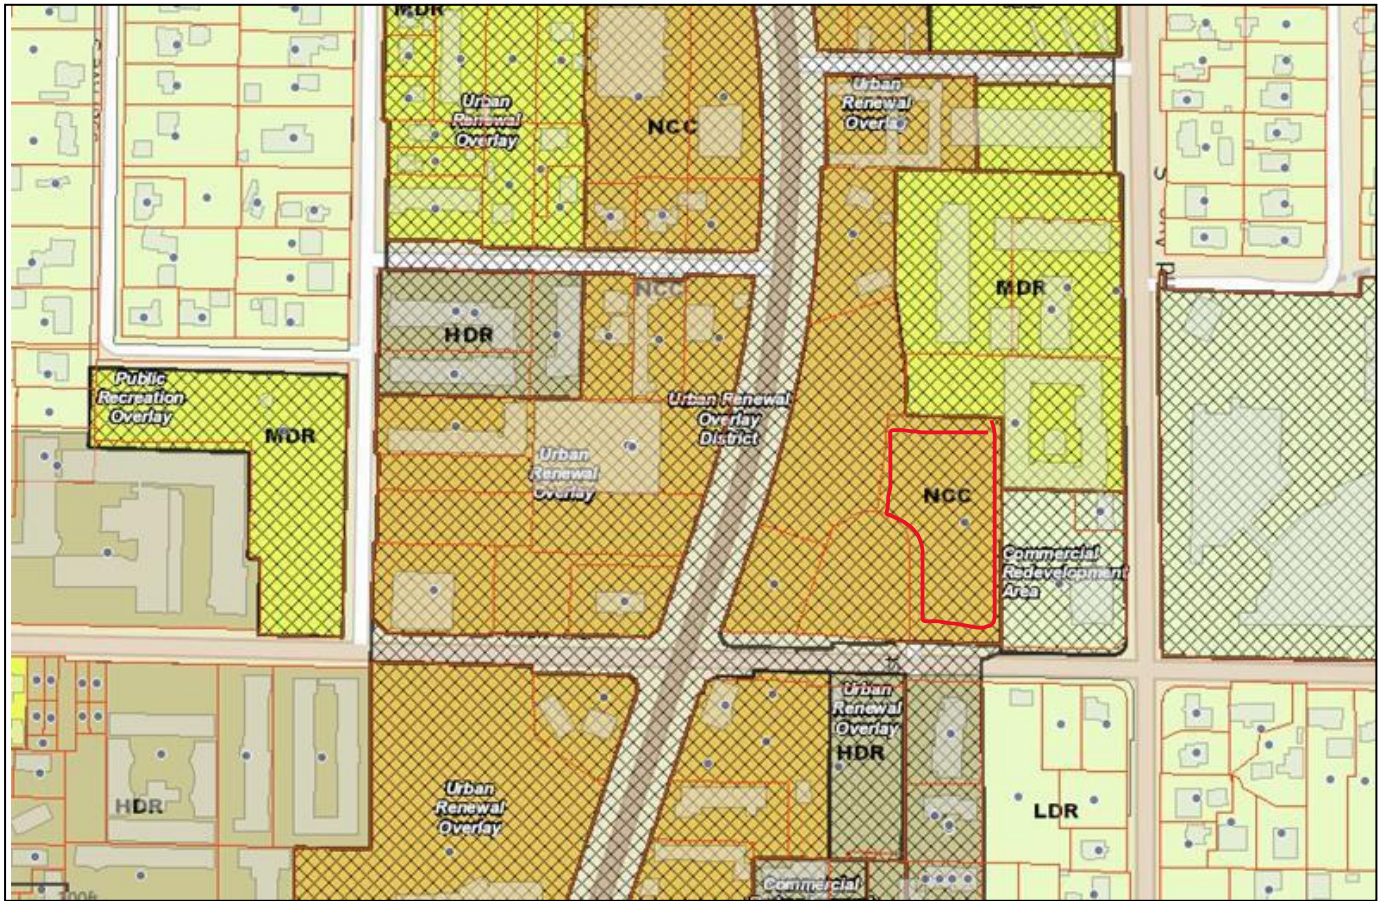 MDR
Urban
Renewal
Overlay
NCC
Urban
Renewal
Overlay
NCC
MDR
HDR
Public
Recreation
Overlay
MDR
Urban Renewal
Overlay
District
Urban
Renewal
Overlay
NCC
Commercial
Redevelopment
Area
Urban
Renewal
Overlay
HDR
HDR
Urban
Renewal
Overlay
LDR
Commercial